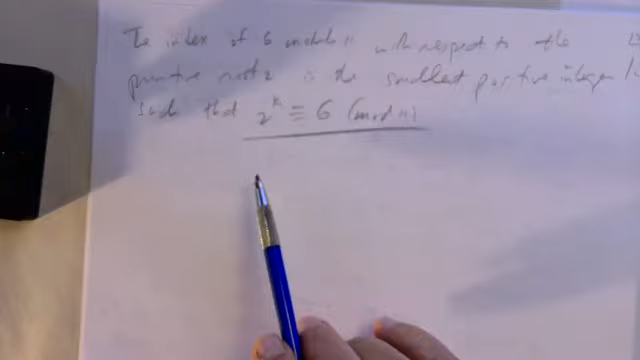 The index of 6 modulo 11 with respect to the
primitive root 2 is the smallest positive integer
such that 2^k ≡ 6 (mod 11)